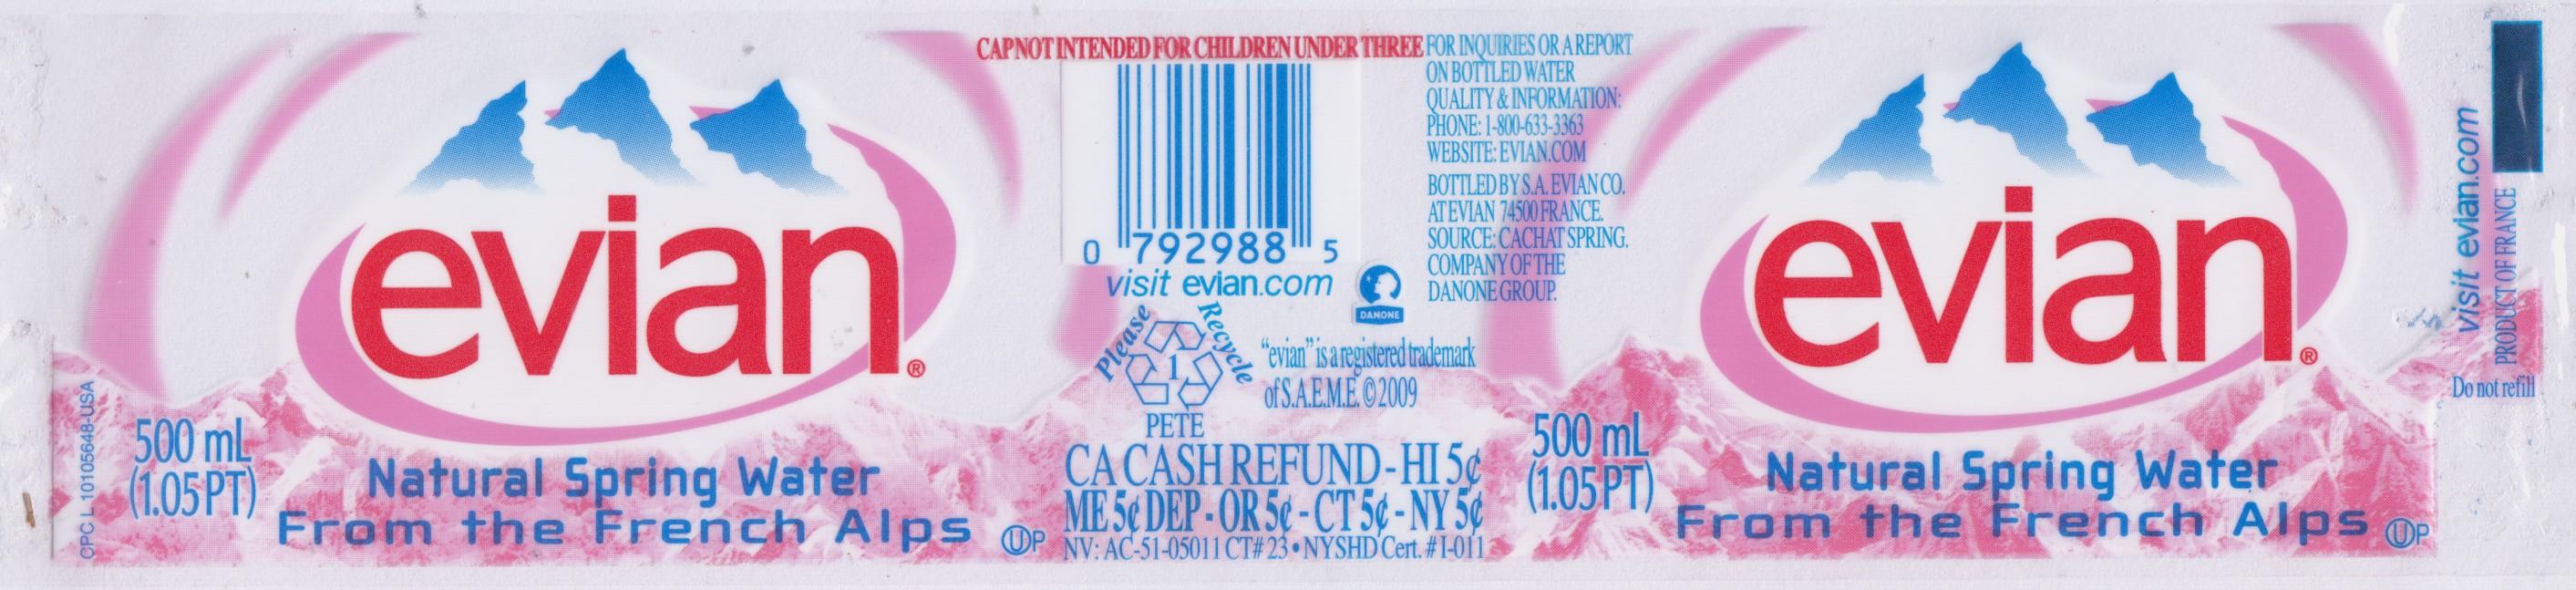 evian®
500 mL
(1.05 PT)
Natural Spring Water
From the French Alps
UP
CPC L 10105648-USA
CAP NOT INTENDED FOR CHILDREN UNDER THREE
0 792988 5
visit evian.com
DANONE
Please Recycle
1
PETE
"evian" is a registered trademark
of S.A.E.M.E. © 2009
CA CASH REFUND - HI 5¢
ME 5¢ DEP - OR 5¢ - CT 5¢ - NY 5¢
NV: AC-51-05011 CT# 23 • NYSHD Cert. # I-011
FOR INQUIRIES OR A REPORT
ON BOTTLED WATER
QUALITY & INFORMATION:
PHONE: 1-800-633-3363
WEBSITE: EVIAN.COM
BOTTLED BY S.A. EVIAN CO.
AT EVIAN 74500 FRANCE.
SOURCE: CACHAT SPRING.
COMPANY OF THE
DANONE GROUP.
evian®
500 mL
(1.05 PT)
Natural Spring Water
From the French Alps
UP
visit evian.com
PRODUCT OF FRANCE
Do not refill